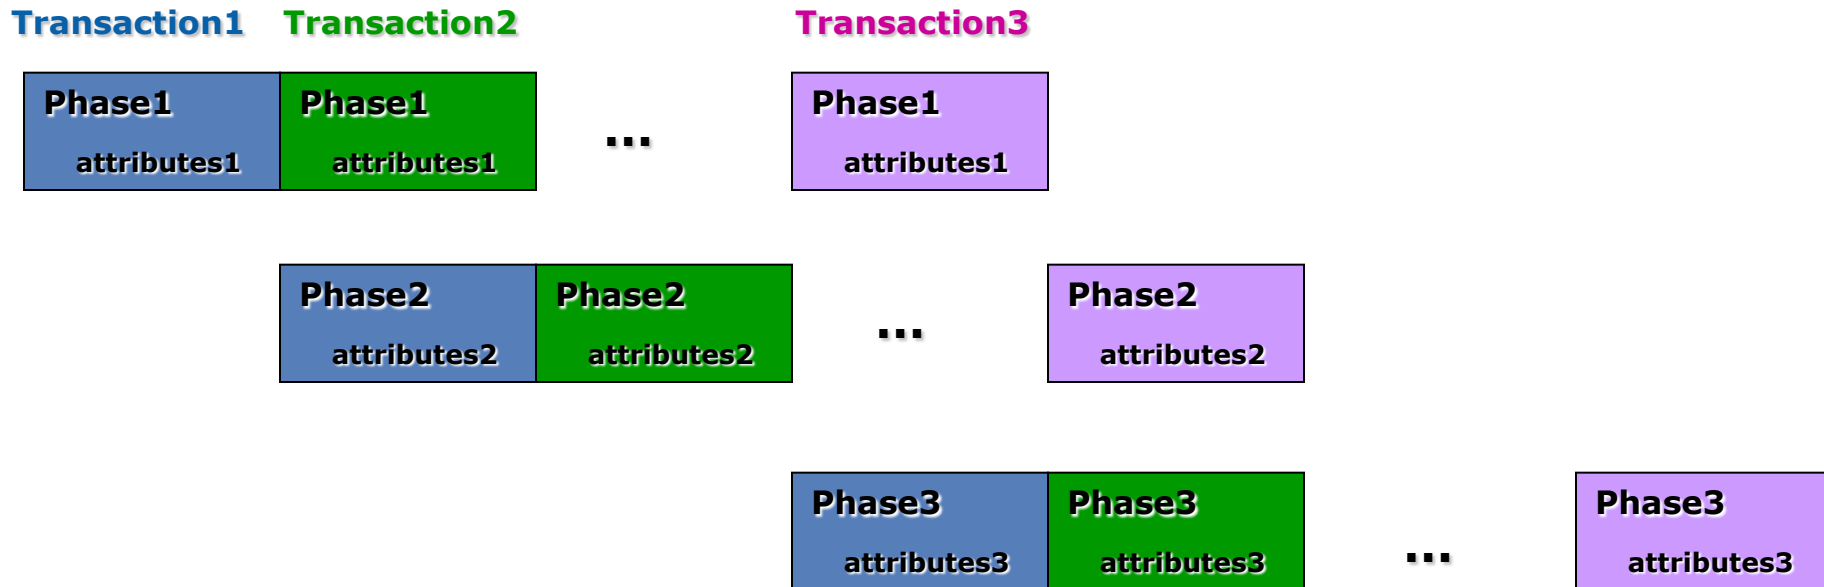 Transaction1 Transaction2 Transaction3
Phase1 Phase1 Phase1
... 
attributes1 attributes1 attributes1
Phase2 Phase2 Phase2
...
attributes2 attributes2 attributes2
Phase3 Phase3 Phase3
...
attributes3 attributes3 attributes3